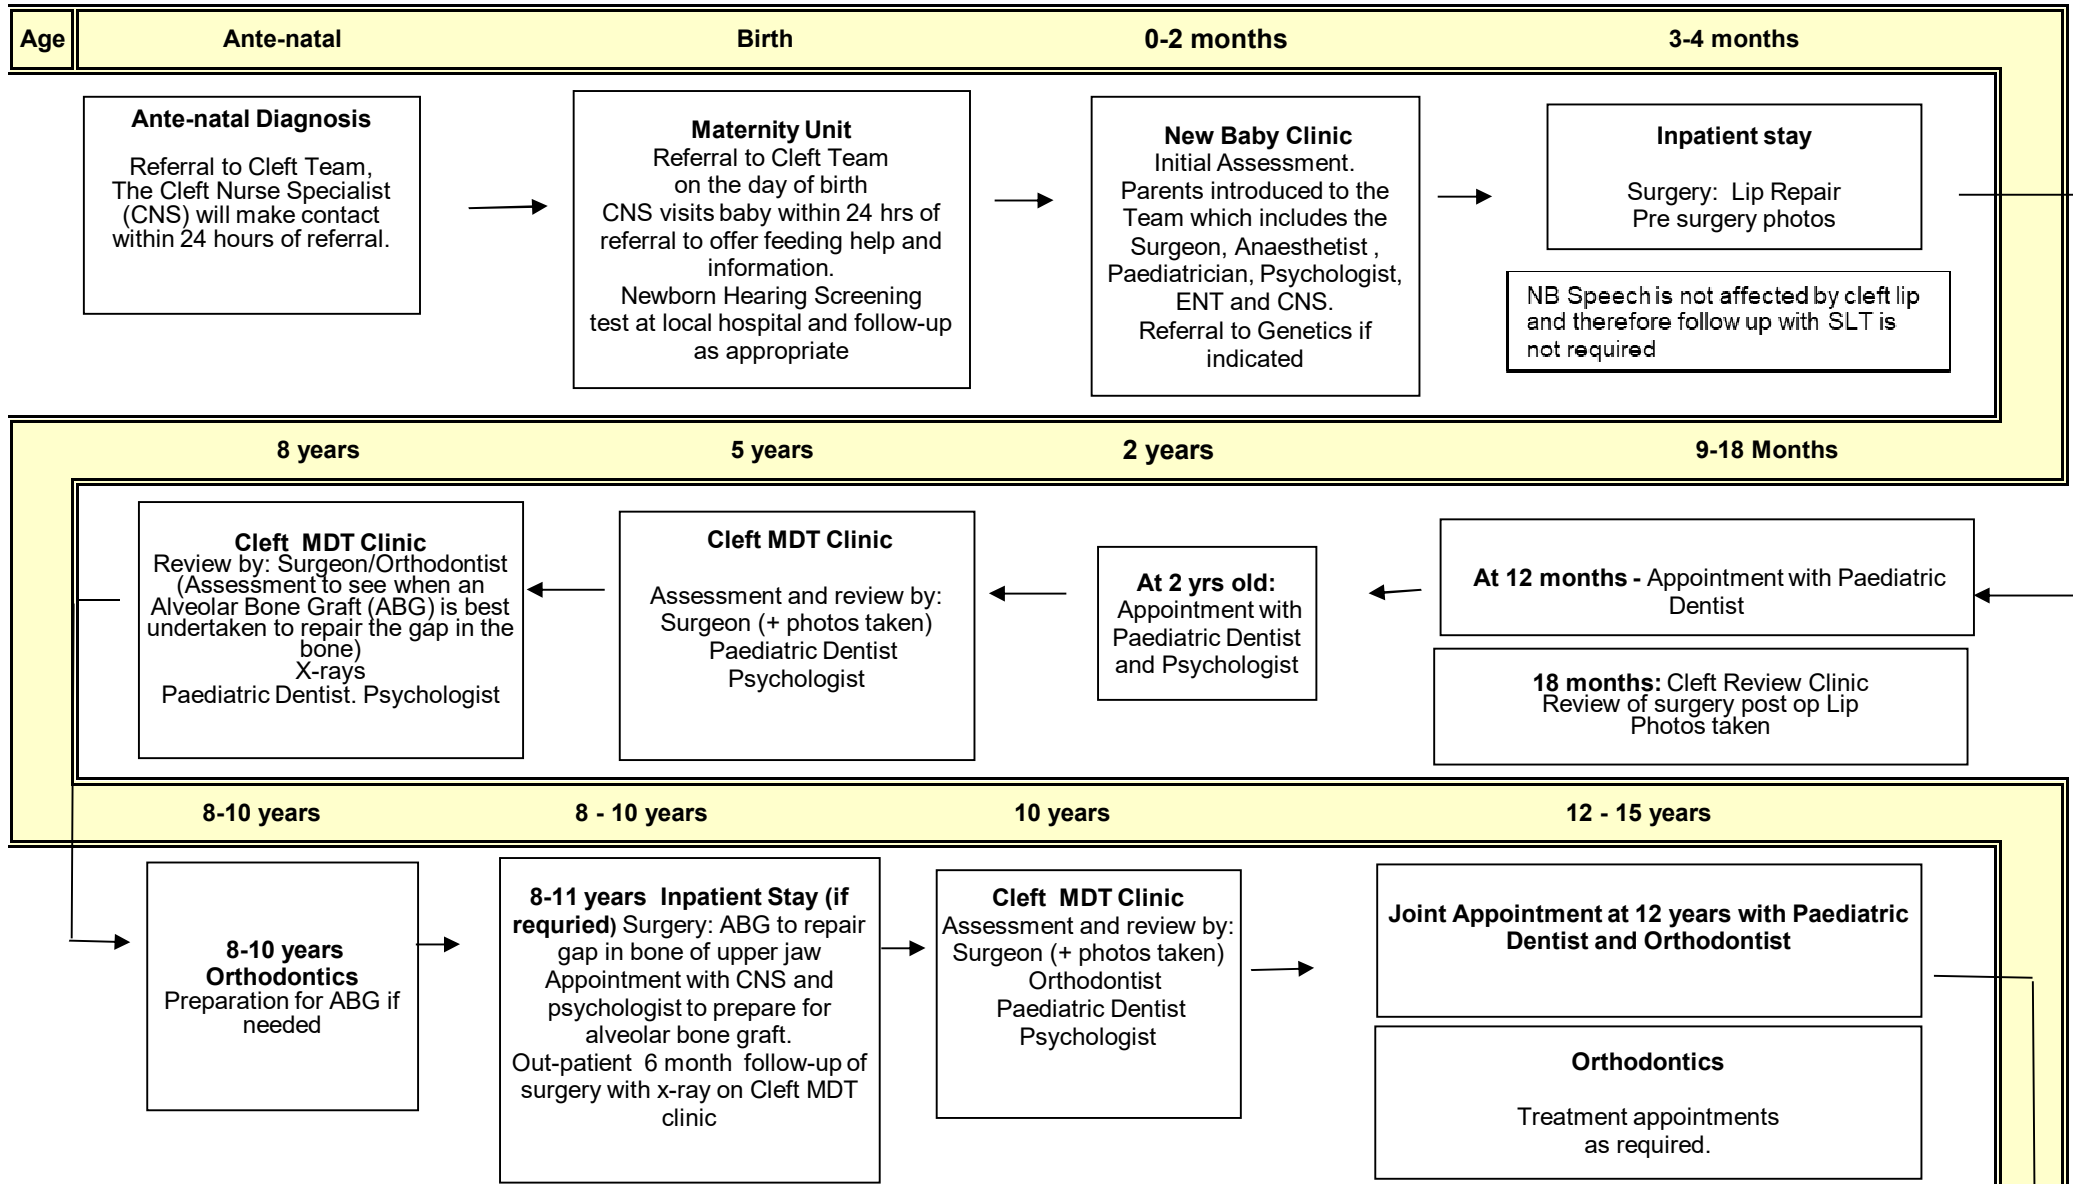 Age Ante-natal Birth 0-2 months 3-4 months
Ante-natal Diagnosis
Referral to Cleft Team,
The Cleft Nurse Specialist
(CNS) will make contact
within 24 hours of referral.
Maternity Unit
Referral to Cleft Team
on the day of birth
CNS visits baby within 24 hrs of
referral to offer feeding help and
information.
Newborn Hearing Screening
test at local hospital and follow-up
as appropriate
New Baby Clinic
Initial Assessment.
Parents introduced to the
Team which includes the
Surgeon, Anaesthetist ,
Paediatrician, Psychologist,
ENT and CNS.
Referral to Genetics if
indicated
Inpatient stay
Surgery: Lip Repair
Pre surgery photos
NB Speech is not affected by cleft lip
and therefore follow up with SLT is
not required
8 years 5 years 2 years 9-18 Months
Cleft MDT Clinic
Review by: Surgeon/Orthodontist
(Assessment to see when an
Alveolar Bone Graft (ABG) is best
undertaken to repair the gap in the
bone)
X-rays
Paediatric Dentist. Psychologist
Cleft MDT Clinic
Assessment and review by:
Surgeon (+ photos taken)
Paediatric Dentist
Psychologist
At 2 yrs old:
Appointment with
Paediatric Dentist
and Psychologist
At 12 months - Appointment with Paediatric
Dentist
18 months: Cleft Review Clinic
Review of surgery post op Lip
Photos taken
8-10 years 8 - 10 years 10 years 12 - 15 years
8-10 years
Orthodontics
Preparation for ABG if
needed
8-11 years Inpatient Stay (if
requried) Surgery: ABG to repair
gap in bone of upper jaw
Appointment with CNS and
psychologist to prepare for
alveolar bone graft.
Out-patient 6 month follow-up of
surgery with x-ray on Cleft MDT
clinic
Cleft MDT Clinic
Assessment and review by:
Surgeon (+ photos taken)
Orthodontist
Paediatric Dentist
Psychologist
Joint Appointment at 12 years with Paediatric
Dentist and Orthodontist
Orthodontics
Treatment appointments
as required.